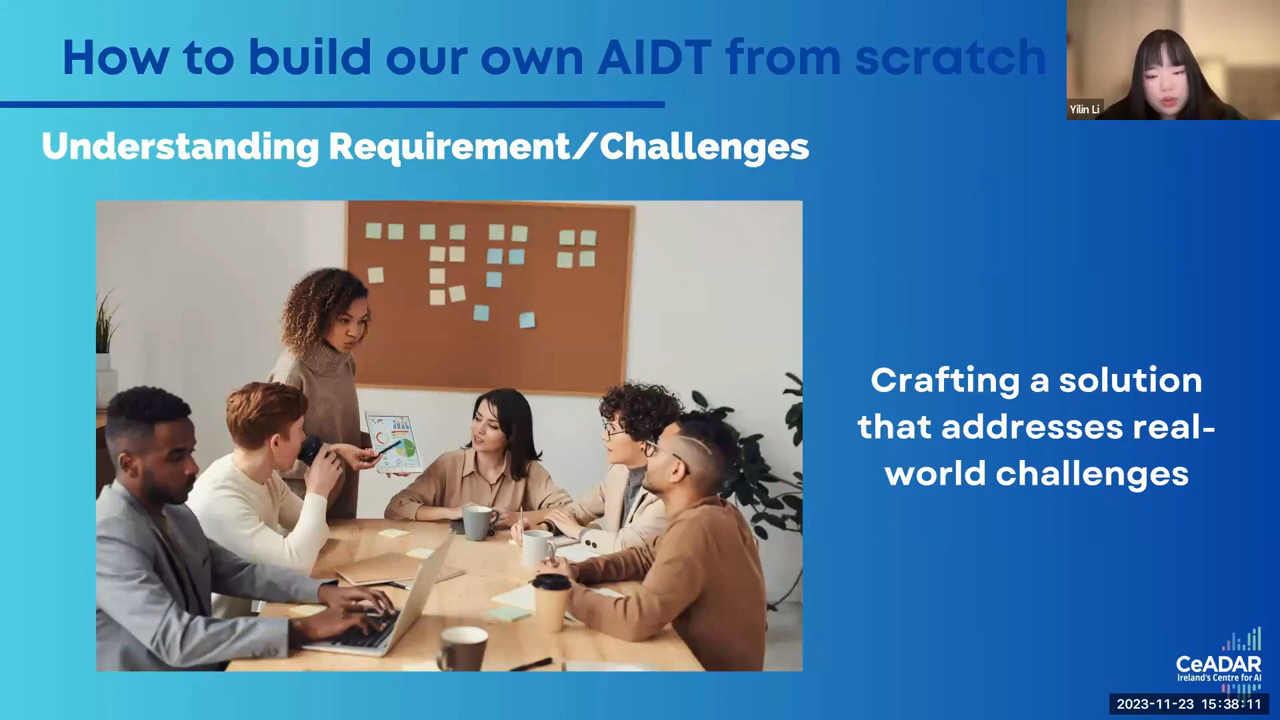 How to build our own AIDT from scratch
Yilin Li
Understanding Requirement/Challenges
Crafting a solution
that addresses real-
world challenges
CeADAR
Ireland's Centre for AI
2023-11-23 15:38:11